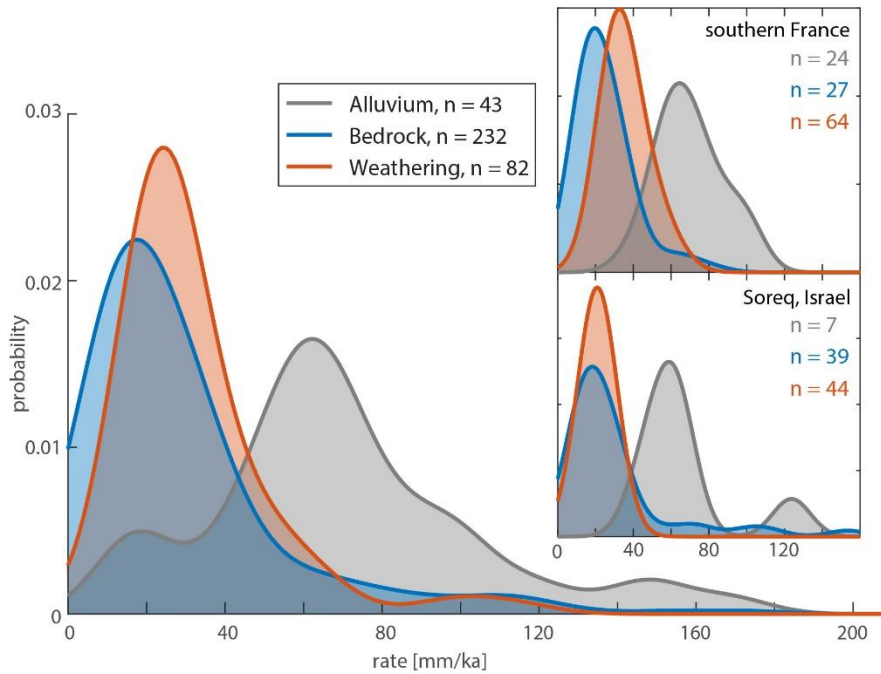 southern France
n = 24
n = 27
n = 64
Alluvium, n = 43
Bedrock, n = 232
Weathering, n = 82
0.03
0.02
0.01
0
probability
Soreq, Israel
n = 7
n = 39
n = 44
0 40 80 120
0 40 80 120 160 200
rate [mm/ka]